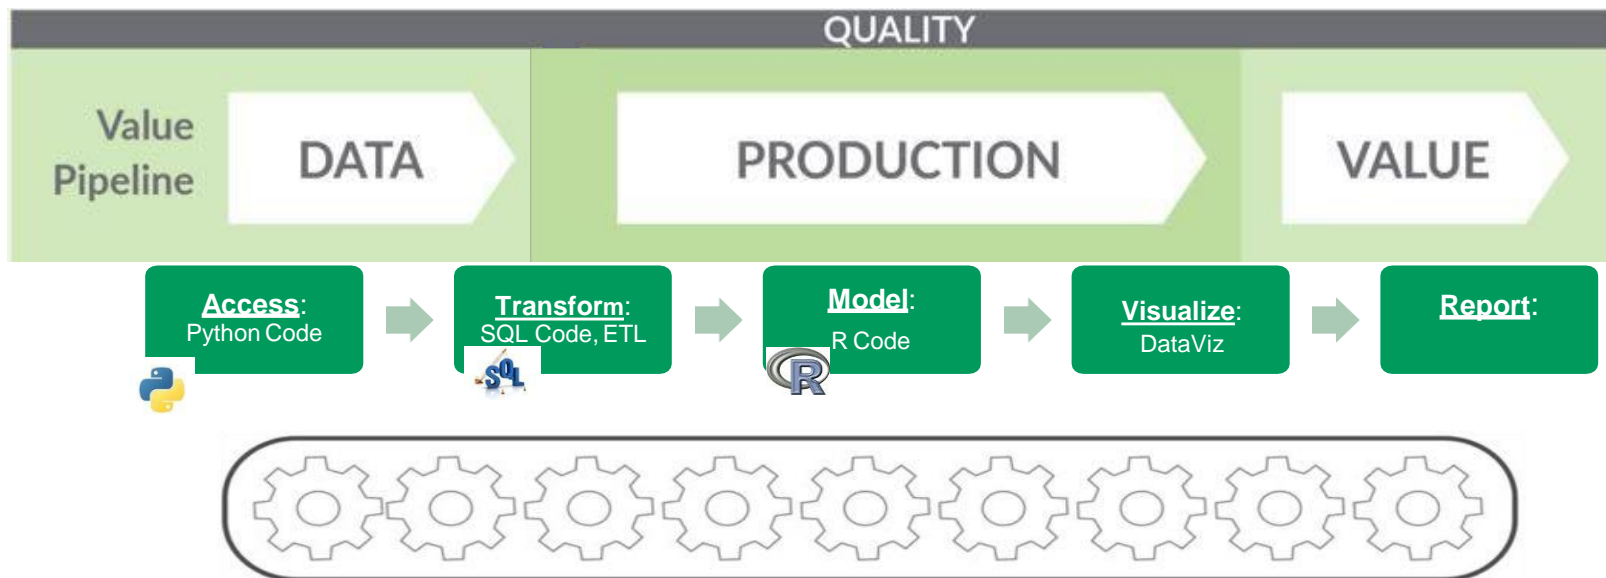 QUALITY
Value
Pipeline
DATA
PRODUCTION
VALUE
Access:
Python Code
Transform:
SQL Code, ETL
SQL
Model:
R Code
R
Visualize:
DataViz
Report: